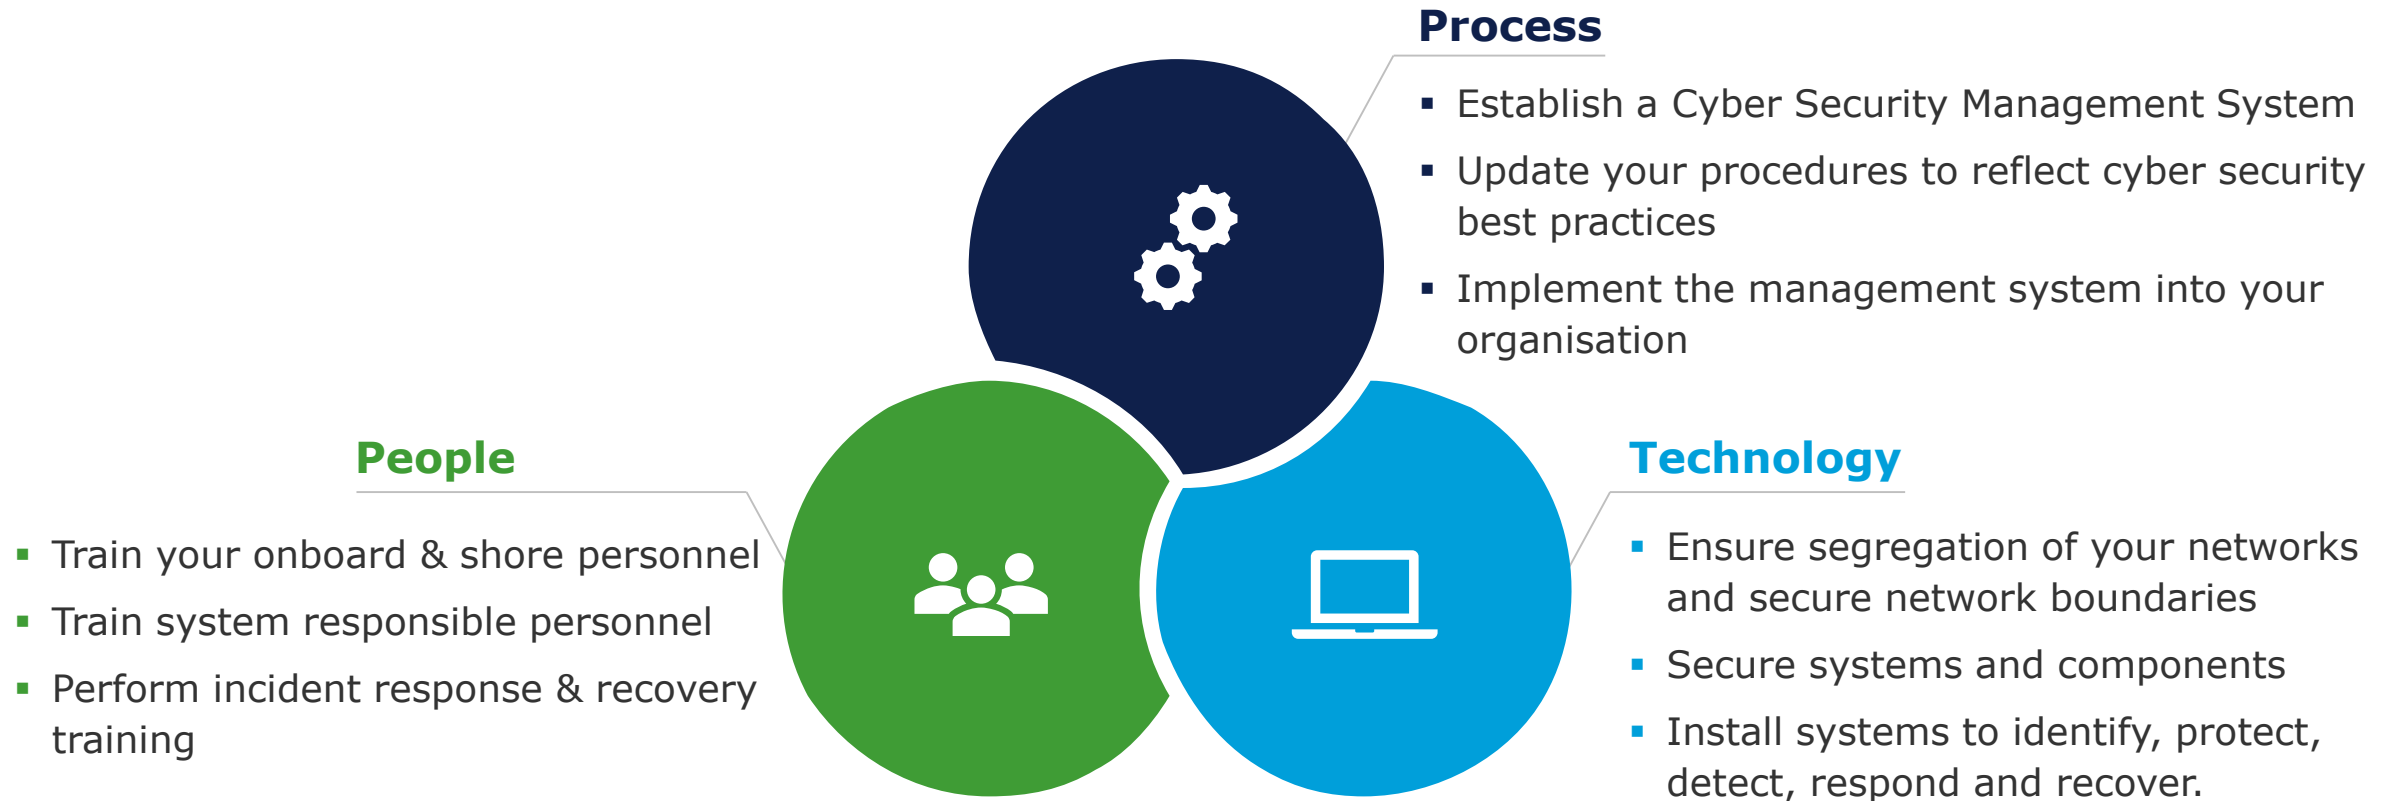 Process
▪ Establish a Cyber Security Management System
▪ Update your procedures to reflect cyber security
best practices
▪ Implement the management system into your
organisation
People
▪ Train your onboard & shore personnel
▪ Train system responsible personnel
▪ Perform incident response & recovery
training
Technology
▪ Ensure segregation of your networks
and secure network boundaries
▪ Secure systems and components
▪ Install systems to identify, protect,
detect, respond and recover.